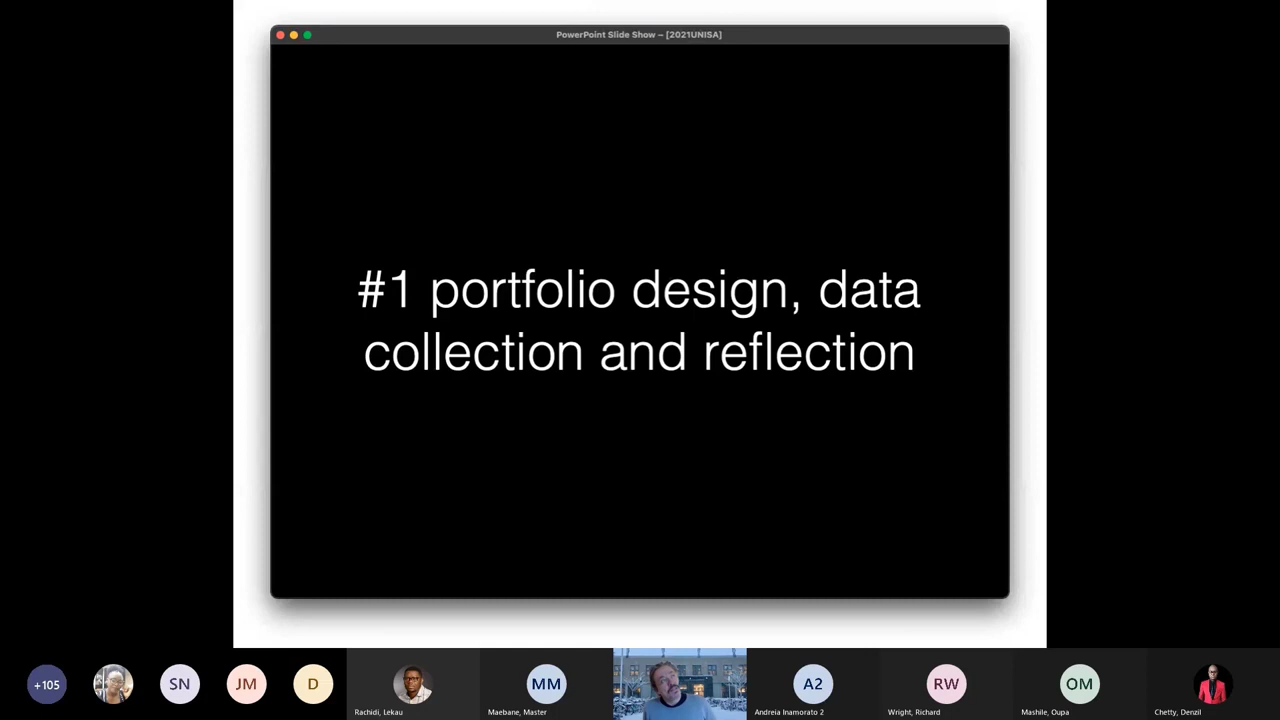 PowerPoint Slide Show – [2021UNISA]
#1 portfolio design, data
collection and reflection
+105
SN
JM
D
Rachidi, Lekau
MM
Maebane, Master
A2
Andreia Inamorato 2
RW
Wright, Richard
OM
Mashile, Oupa
Chetty, Denzil